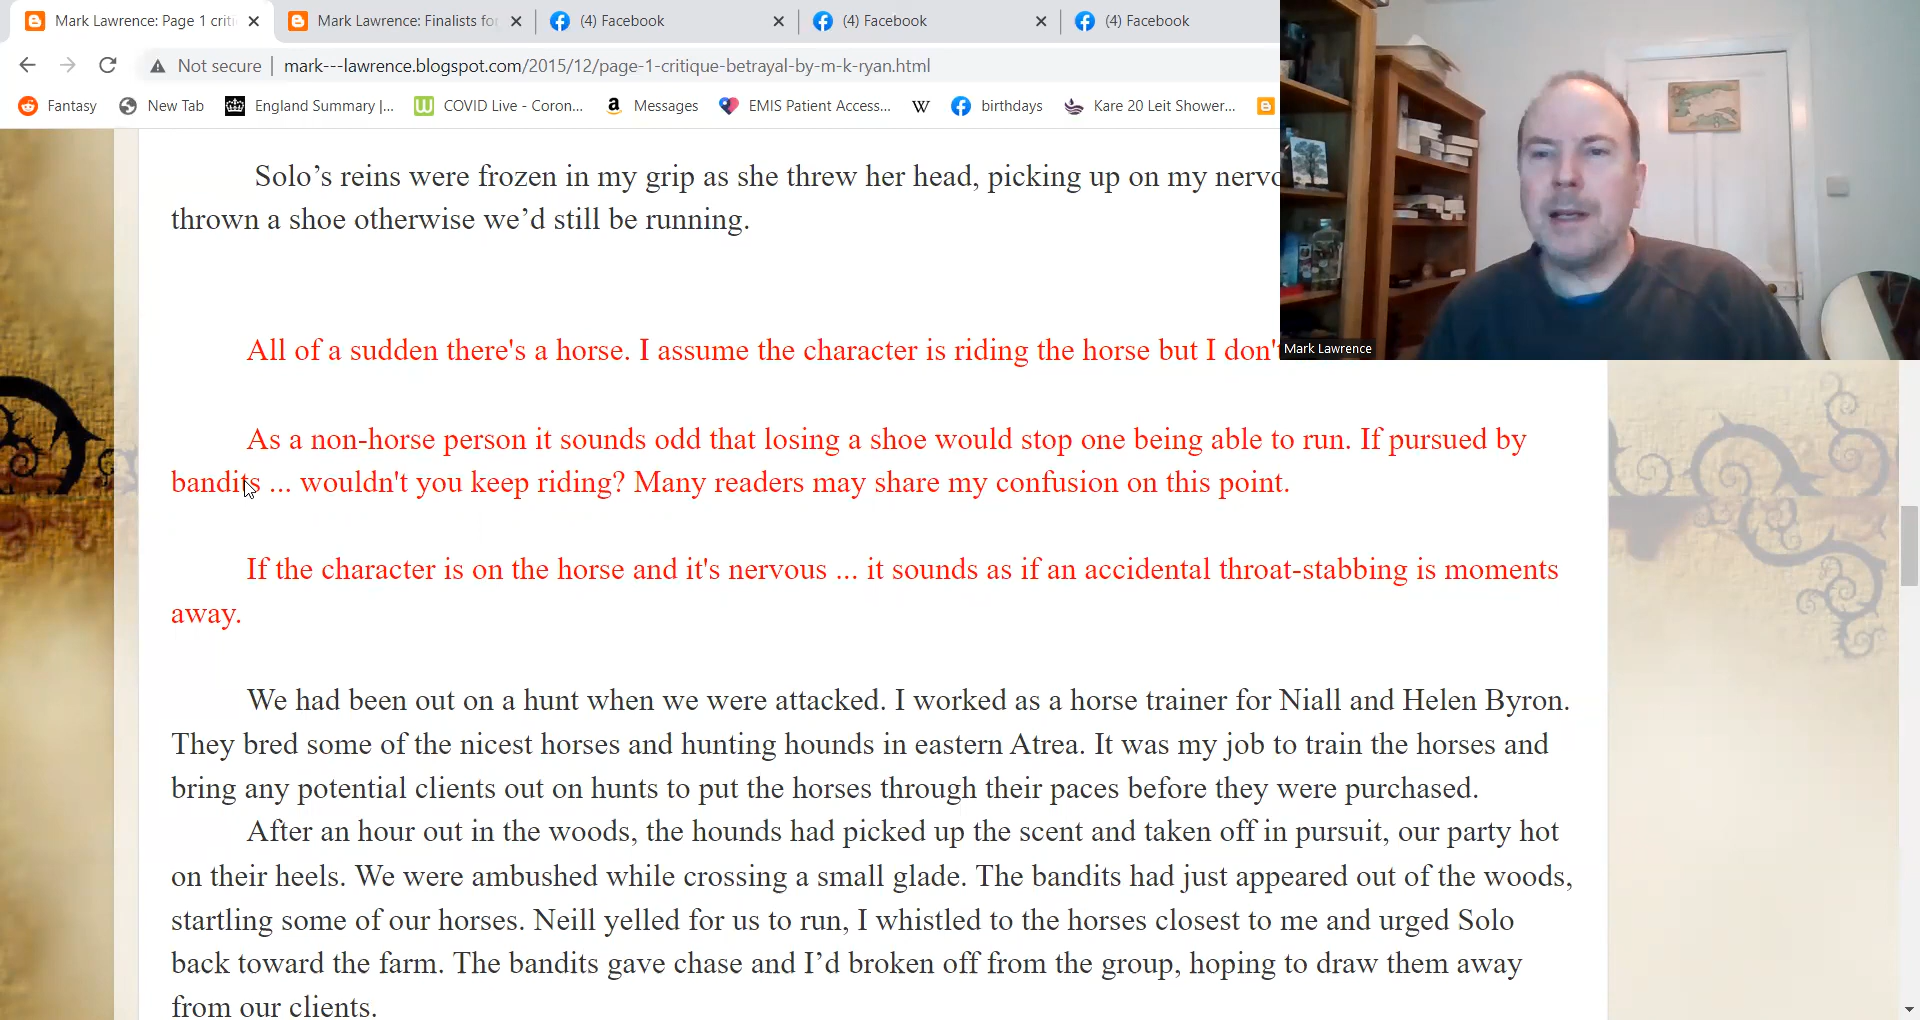 Mark Lawrence: Page 1 criti
Mark Lawrence: Finalists fo
(4) Facebook
(4) Facebook
(4) Facebook
Not secure
mark---lawrence.blogspot.com/2015/12/page-1-critique-betrayal-by-m-k-ryan.html
Fantasy
New Tab
England Summary |...
COVID Live - Coron...
Messages
EMIS Patient Access...
W
birthdays
Kare 20 Leit Shower...
Solo’s reins were frozen in my grip as she threw her head, picking up on my nervo
thrown a shoe otherwise we’d still be running.
All of a sudden there's a horse. I assume the character is riding the horse but I don't
Mark Lawrence
As a non-horse person it sounds odd that losing a shoe would stop one being able to run. If pursued by
bandits ... wouldn't you keep riding? Many readers may share my confusion on this point.
If the character is on the horse and it's nervous ... it sounds as if an accidental throat-stabbing is moments
away.
We had been out on a hunt when we were attacked. I worked as a horse trainer for Niall and Helen Byron.
They bred some of the nicest horses and hunting hounds in eastern Atrea. It was my job to train the horses and
bring any potential clients out on hunts to put the horses through their paces before they were purchased.
After an hour out in the woods, the hounds had picked up the scent and taken off in pursuit, our party hot
on their heels. We were ambushed while crossing a small glade. The bandits had just appeared out of the woods,
startling some of our horses. Neill yelled for us to run, I whistled to the horses closest to me and urged Solo
back toward the farm. The bandits gave chase and I’d broken off from the group, hoping to draw them away
from our clients.